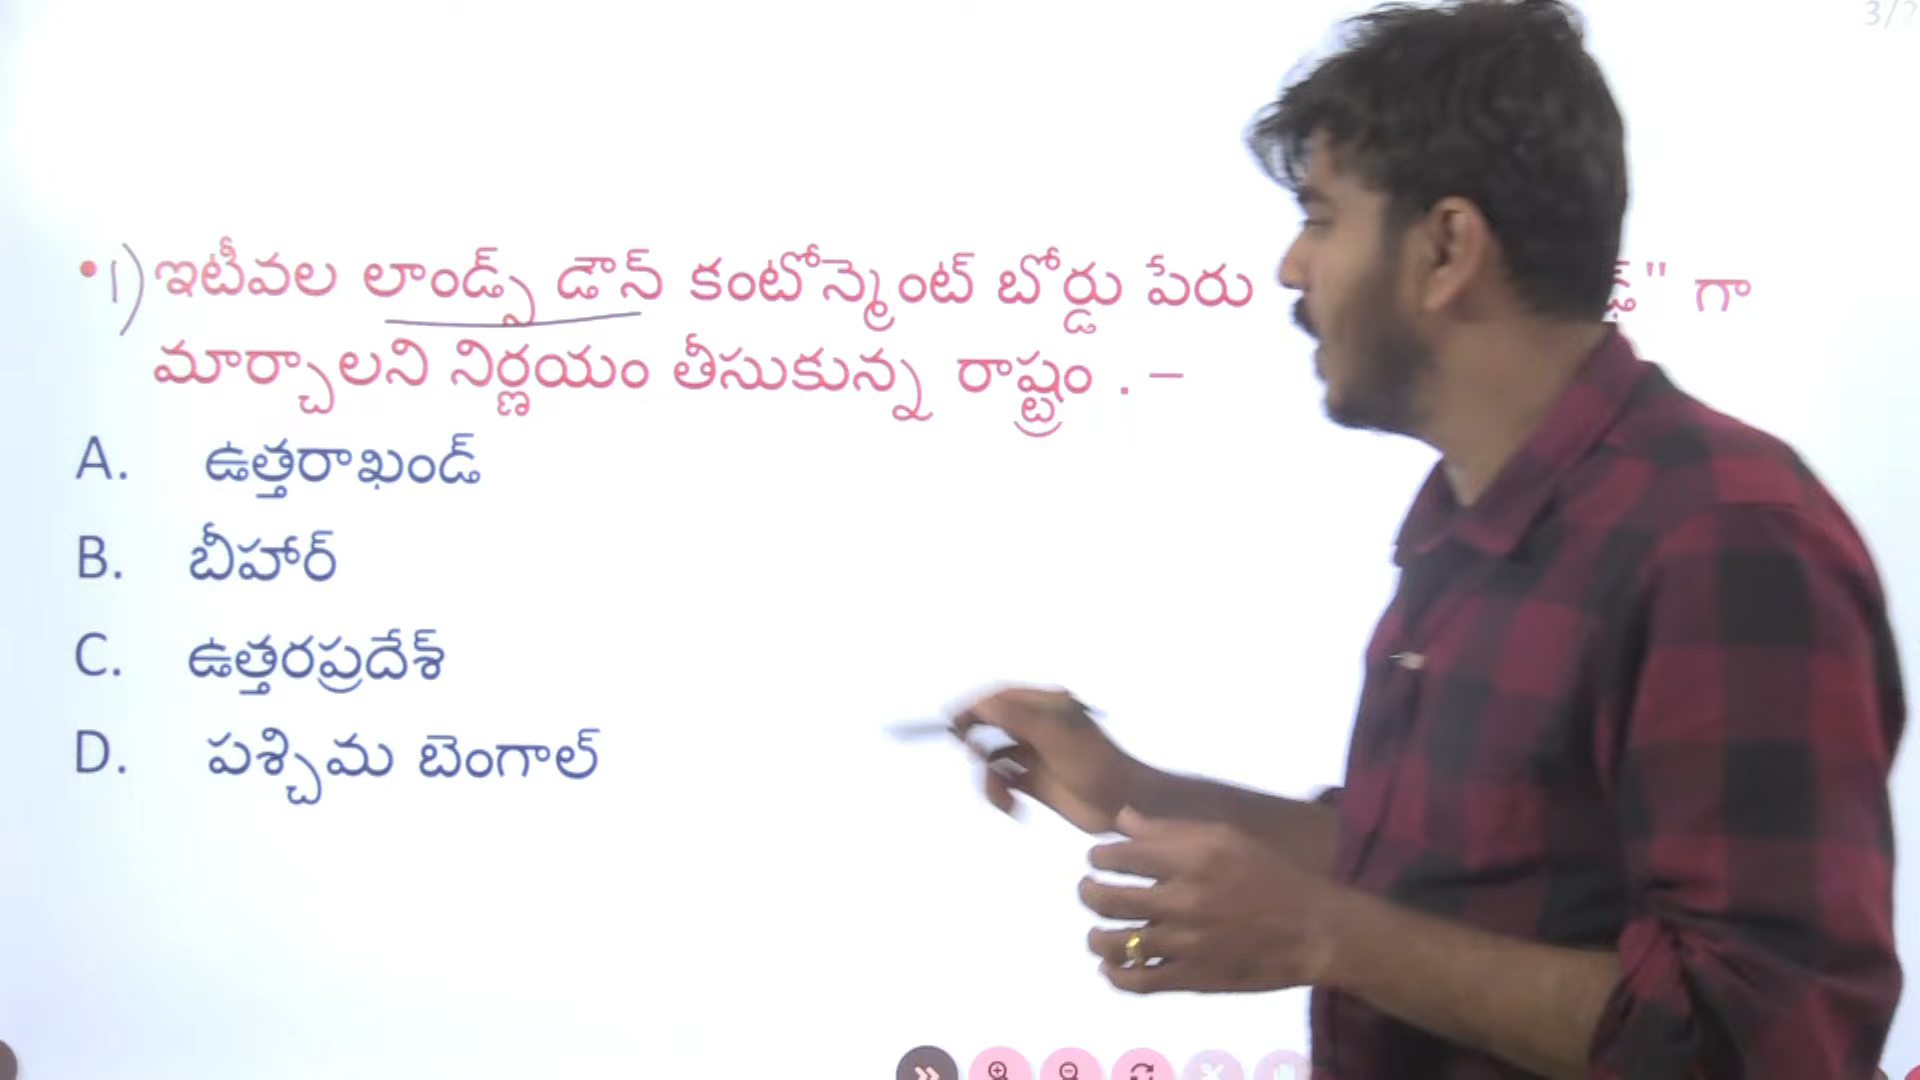 • 1) ఇటీవల లాండ్స్ డౌన్ కంటోన్మెంట్ బోర్డు పేరు " గా
మార్చాలని నిర్ణయం తీసుకున్న రాష్ట్రం . –
A. ఉత్తరాఖండ్
B. బీహార్
C. ఉత్తరప్రదేశ్
D. పశ్చిమ బెంగాల్